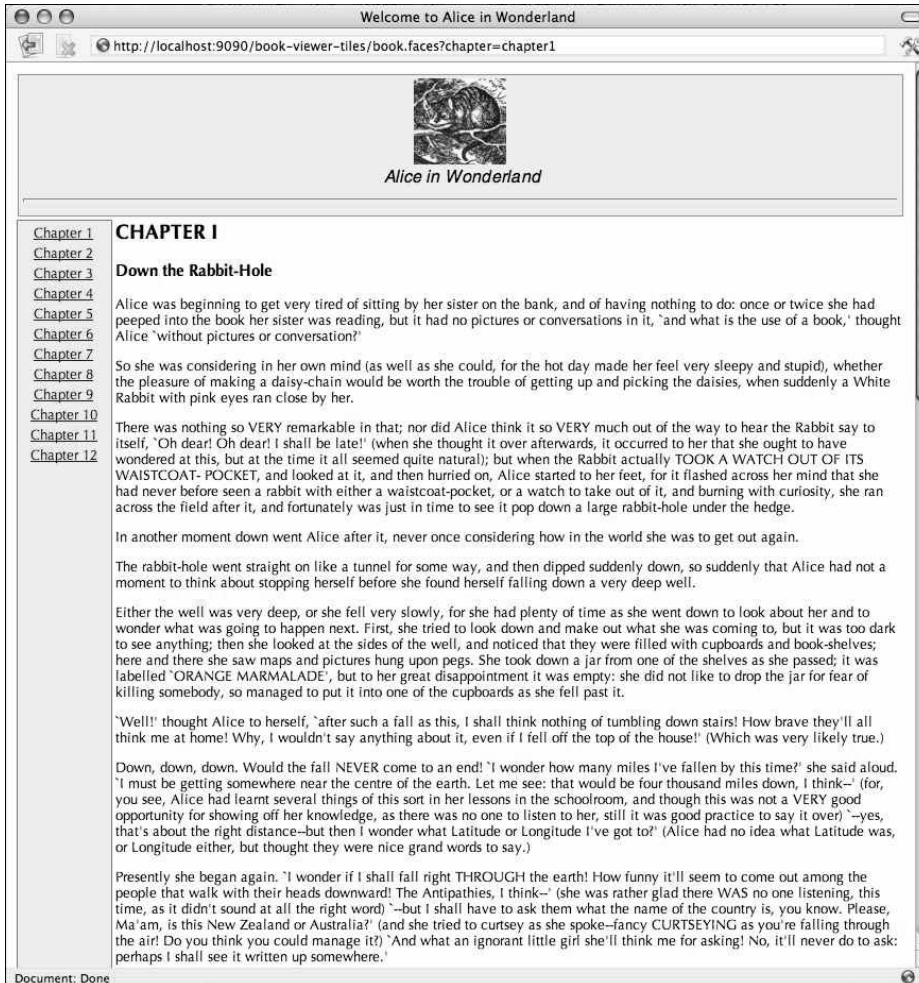 Welcome to Alice in Wonderland
http://localhost:9090/book-viewer-tiles/book.faces?chapter=chapter1
Alice in Wonderland
Chapter 1
Chapter 2
Chapter 3
Chapter 4
Chapter 5
Chapter 6
Chapter 7
Chapter 8
Chapter 9
Chapter 10
Chapter 11
Chapter 12
CHAPTER I
Down the Rabbit-Hole
Alice was beginning to get very tired of sitting by her sister on the bank, and of having nothing to do: once or twice she had
peeped into the book her sister was reading, but it had no pictures or conversations in it, `and what is the use of a book,' thought
Alice `without pictures or conversation?'
So she was considering in her own mind (as well as she could, for the hot day made her feel very sleepy and stupid), whether
the pleasure of making a daisy-chain would be worth the trouble of getting up and picking the daisies, when suddenly a White
Rabbit with pink eyes ran close by her.
There was nothing so VERY remarkable in that; nor did Alice think it so VERY much out of the way to hear the Rabbit say to
itself, `Oh dear! Oh dear! I shall be late!' (when she thought it over afterwards, it occurred to her that she ought to have
wondered at this, but at the time it all seemed quite natural); but when the Rabbit actually TOOK A WATCH OUT OF ITS
WAISTCOAT- POCKET, and looked at it, and then hurried on, Alice started to her feet, for it flashed across her mind that she
had never before seen a rabbit with either a waistcoat-pocket, or a watch to take out of it, and burning with curiosity, she ran
across the field after it, and fortunately was just in time to see it pop down a large rabbit-hole under the hedge.
In another moment down went Alice after it, never once considering how in the world she was to get out again.
The rabbit-hole went straight on like a tunnel for some way, and then dipped suddenly down, so suddenly that Alice had not a
moment to think about stopping herself before she found herself falling down a very deep well.
Either the well was very deep, or she fell very slowly, for she had plenty of time as she went down to look about her and to
wonder what was going to happen next. First, she tried to look down and make out what she was coming to, but it was too dark
to see anything; then she looked at the sides of the well, and noticed that they were filled with cupboards and book-shelves;
here and there she saw maps and pictures hung upon pegs. She took down a jar from one of the shelves as she passed; it was
labelled `ORANGE MARMALADE', but to her great disappointment it was empty: she did not like to drop the jar for fear of
killing somebody, so managed to put it into one of the cupboards as she fell past it.
`Well!' thought Alice to herself, `after such a fall as this, I shall think nothing of tumbling down stairs! How brave they'll all
think me at home! Why, I wouldn't say anything about it, even if I fell off the top of the house!' (Which was very likely true.)
Down, down, down. Would the fall NEVER come to an end! `I wonder how many miles I've fallen by this time?' she said aloud.
`I must be getting somewhere near the centre of the earth. Let me see: that would be four thousand miles down, I think--' (for,
you see, Alice had learnt several things of this sort in her lessons in the schoolroom, and though this was not a VERY good
opportunity for showing off her knowledge, as there was no one to listen to her, still it was good practice to say it over) `--yes,
that's about the right distance--but then I wonder what Latitude or Longitude I've got to?' (Alice had no idea what Latitude was,
or Longitude either, but thought they were nice grand words to say.)
Presently she began again. `I wonder if I shall fall right THROUGH the earth! How funny it'll seem to come out among the
people that walk with their heads downward! The Antipathies, I think--' (she was rather glad there WAS no one listening, this
time, as it didn't sound at all the right word) `--but I shall have to ask them what the name of the country is, you know. Please,
Ma'am, is this New Zealand or Australia?' (and she tried to curtsey as she spoke--fancy CURTSEYING as you're falling through
the air! Do you think you could manage it?) `And what an ignorant little girl she'll think me for asking! No, it'll never do to ask:
perhaps I shall see it written up somewhere.'
Document: Done